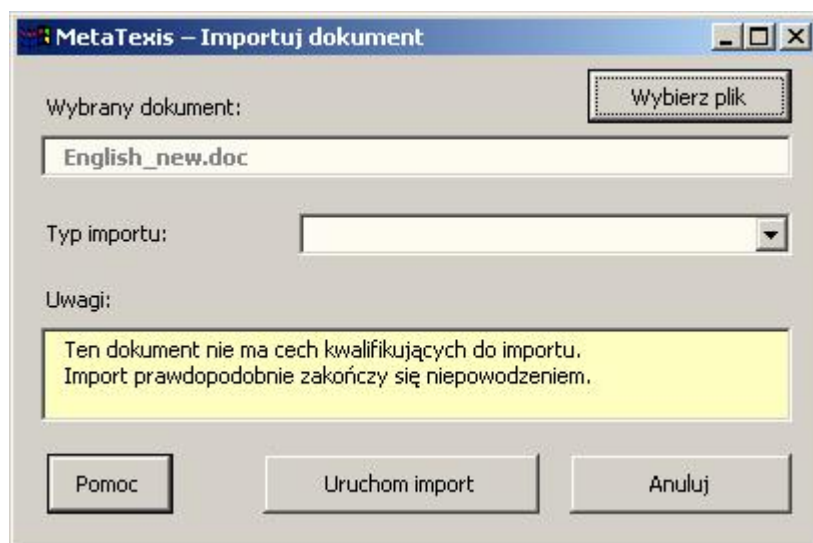 MetaTexis – Importuj dokument
Wybrany dokument:
Wybierz plik
English_new.doc
Typ importu:
Uwagi:
Ten dokument nie ma cech kwalifikujących do importu.
Import prawdopodobnie zakończy się niepowodzeniem.
Pomoc
Uruchom import
Anuluj